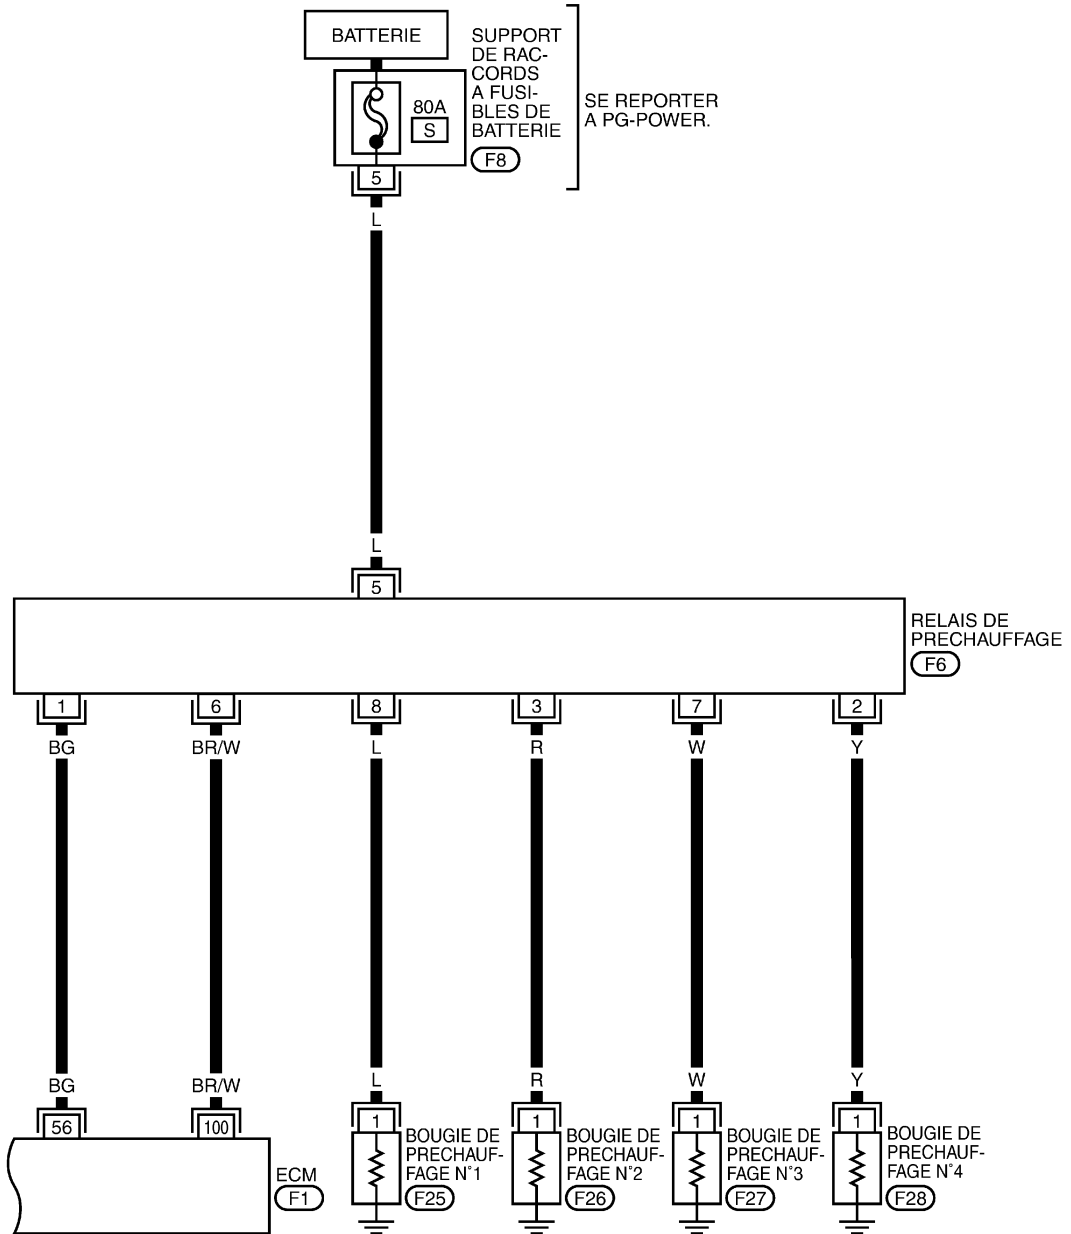 BATTERIE
80A
S
SUPPORT
DE RAC-
CORDS
A FUSI-
BLES DE
BATTERIE
F8
SE REPORTER
A PG-POWER.
5
L
L
5
RELAIS DE
PRECHAUFFAGE
F6
1
6
8
3
7
2
BG
BR/W
L
R
W
Y
BG
BR/W
L
R
W
Y
56
100
1
1
1
1
ECM
F1
BOUGIE DE
PRECHAUF-
FAGE N°1
F25
BOUGIE DE
PRECHAUF-
FAGE N°2
F26
BOUGIE DE
PRECHAUF-
FAGE N°3
F27
BOUGIE DE
PRECHAUF-
FAGE N°4
F28